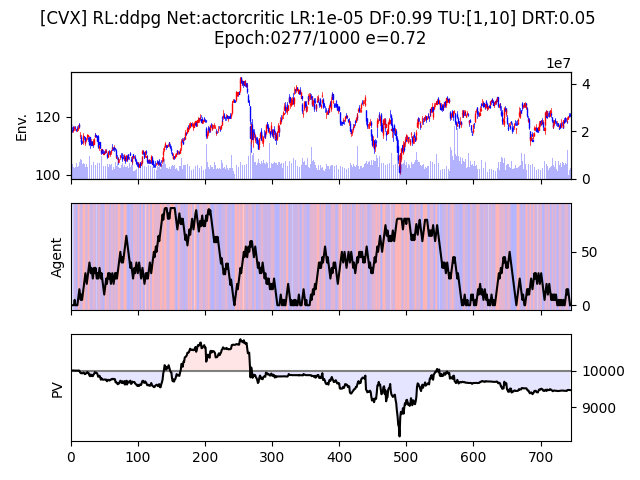 [CVX] RL:ddpg Net:actorcritic LR:1e-05 DF:0.99 TU:[1,10] DRT:0.05
Epoch:0277/1000 e=0.72
1e7
Env.
120
100
4
2
0
Agent
50
0
PV
10000
9000
0 100 200 300 400 500 600 700